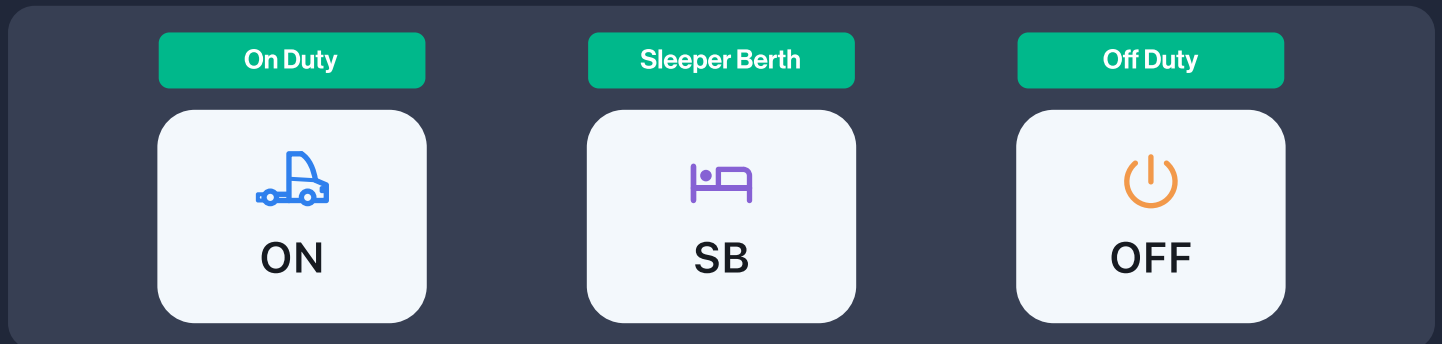 On Duty
Sleeper Berth
Off Duty
ON
SB
OFF